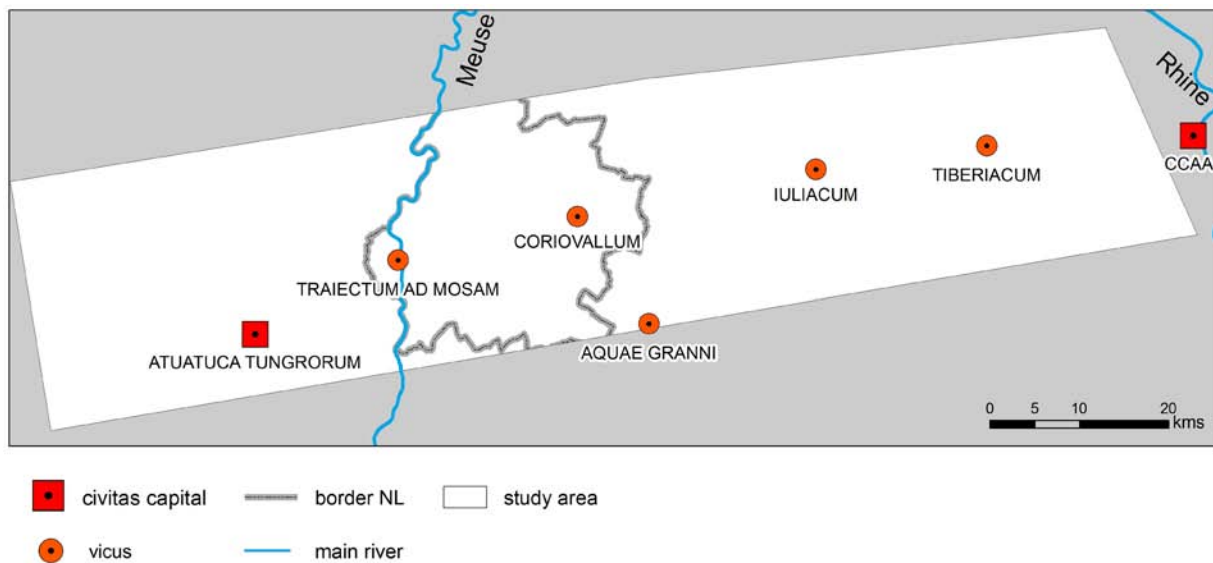 Meuse
Rhine
CCAA
TIBERIACUM
IULIACUM
CORIOVALLUM
TRAIECTUM AD MOSAM
AQUAE GRANNI
ATUATUCA TUNGRORUM
0 5 10 20
kms
civitas capital border NL study area
vicus main river